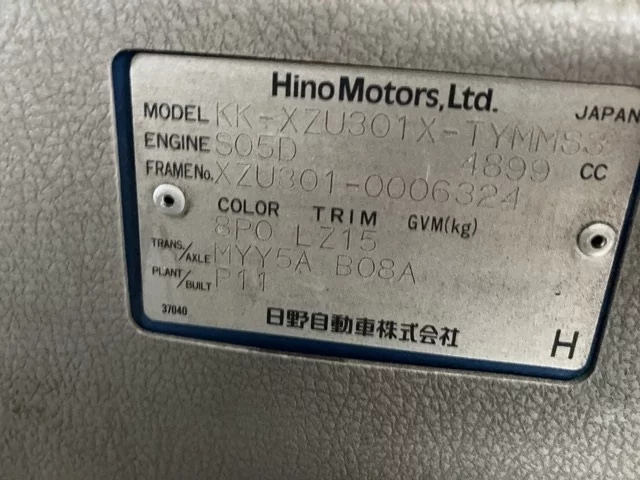 Hino Motors, Ltd.
MODEL KK-XZU301X-TYMMS3 JAPAN
ENGINE S05D 4899 CC
FRAME No. XZU301-0006324
COLOR TRIM GVM(kg)
8P0 LZ15
TRANS./AXLE MYY5A B08A
PLANT/BUILT P11
37040 日野自動車株式会社 H